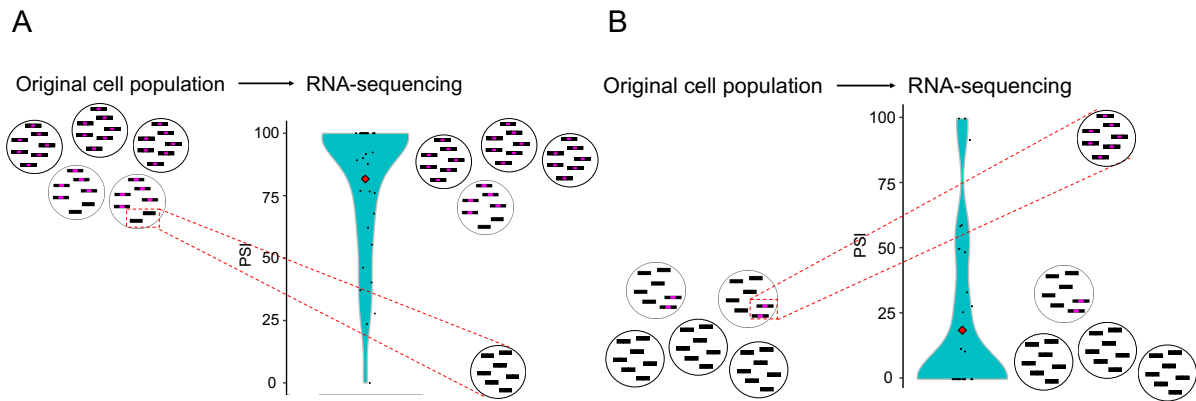 A
Original cell population
RNA-sequencing
PSI
100
75
50
25
0
B
Original cell population
RNA-sequencing
PSI
100
75
50
25
0